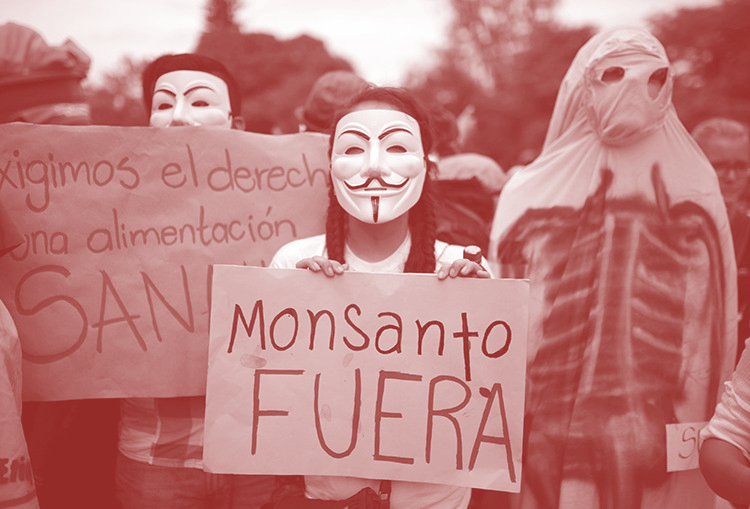 xigimos el derech
una alimentación
SAN
Monsanto
FUERA